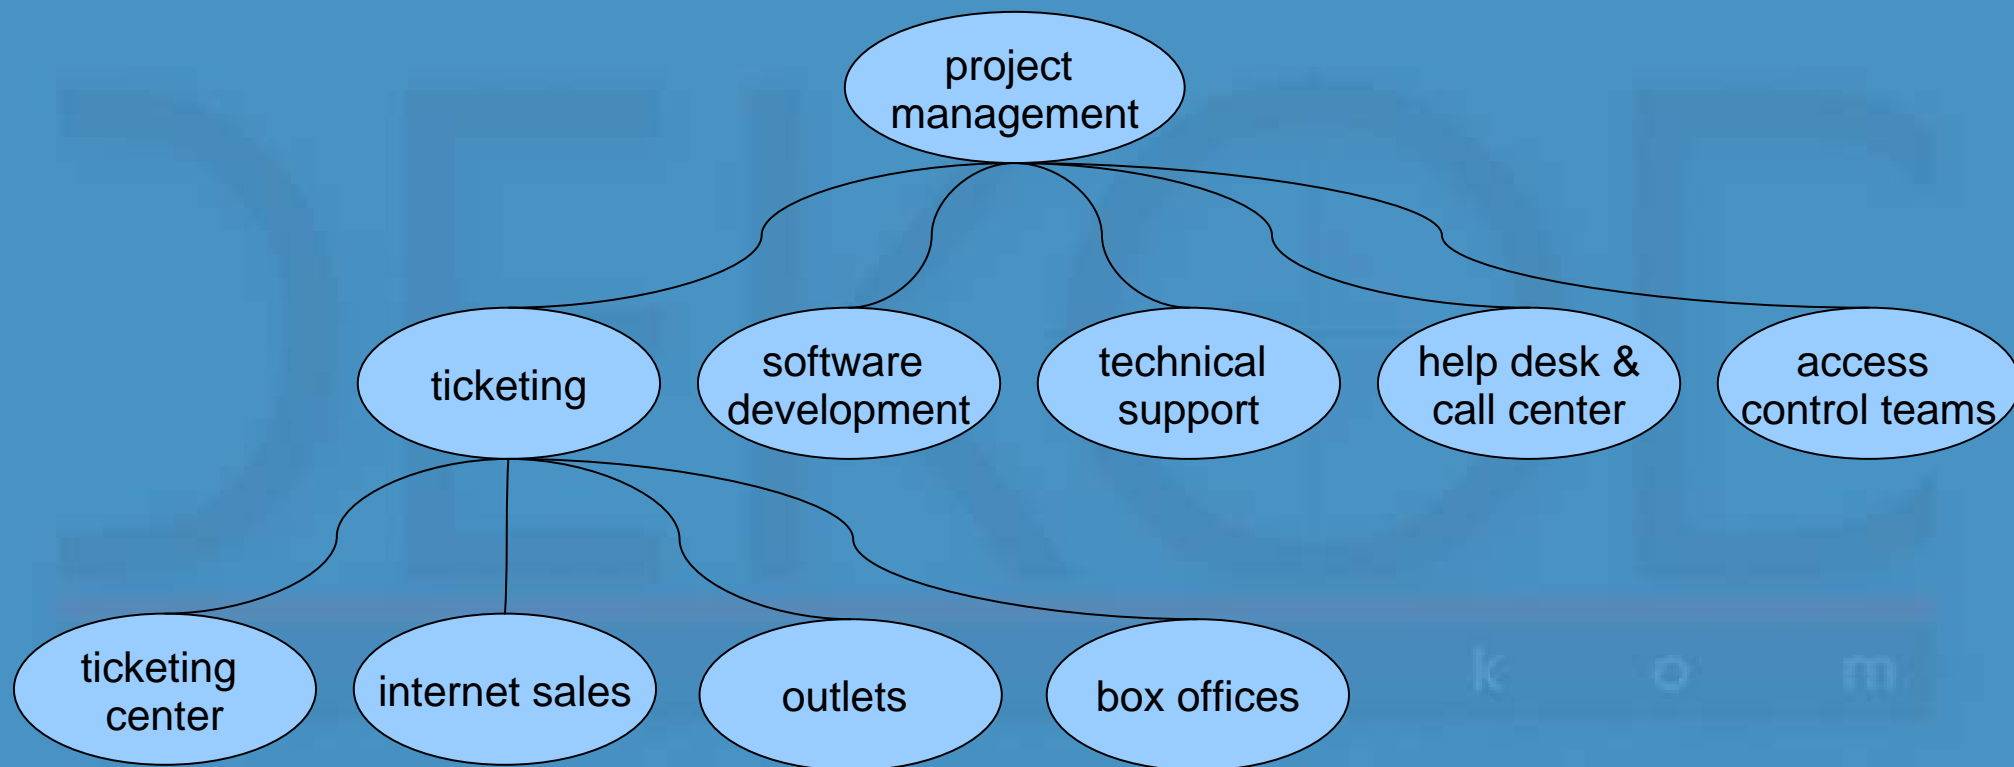 project
management
ticketing
software
development
technical
support
help desk &
call center
access
control teams
ticketing
center
internet sales
outlets
box offices
DEKOD
k o m